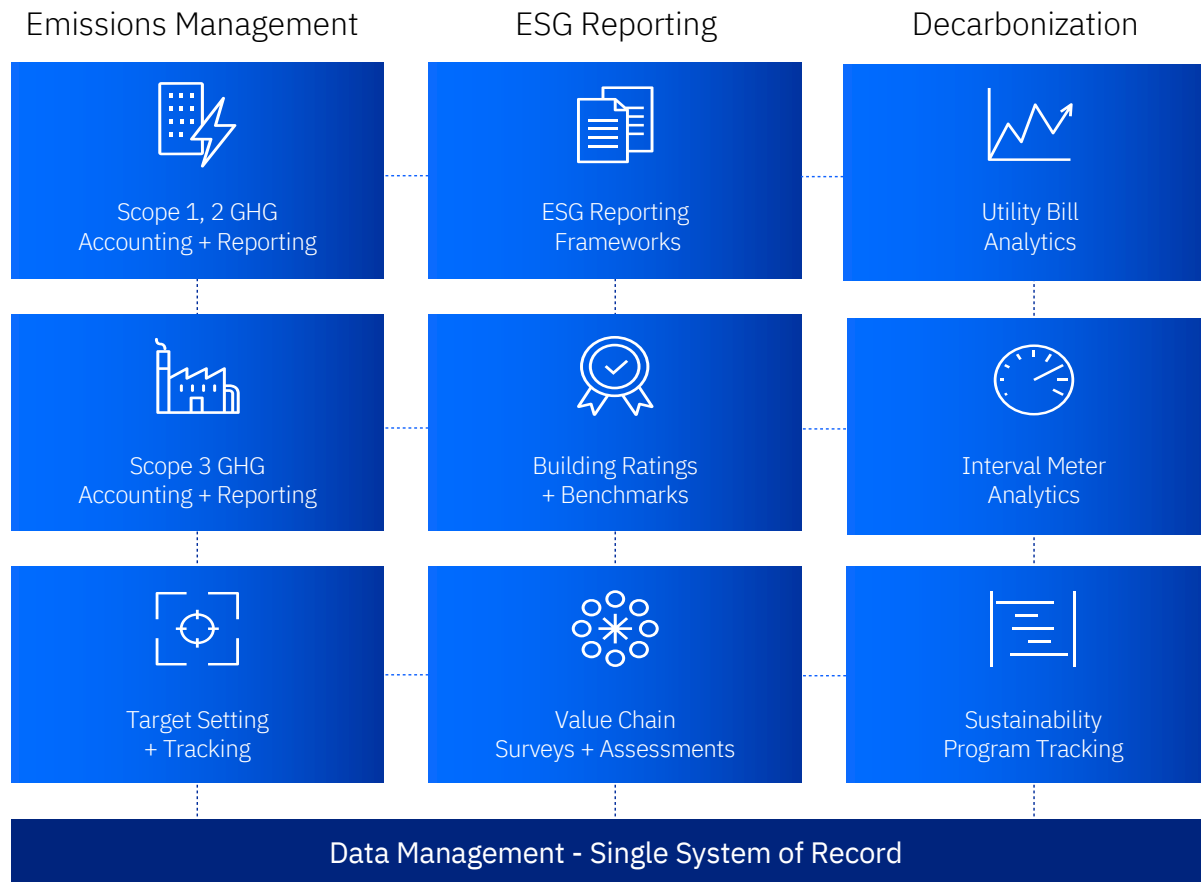 Emissions Management
ESG Reporting
Decarbonization
Scope 1, 2 GHG
Accounting + Reporting
ESG Reporting
Frameworks
Utility Bill
Analytics
Scope 3 GHG
Accounting + Reporting
Building Ratings
+ Benchmarks
Interval Meter
Analytics
Target Setting
+ Tracking
Value Chain
Surveys + Assessments
Sustainability
Program Tracking
Data Management - Single System of Record